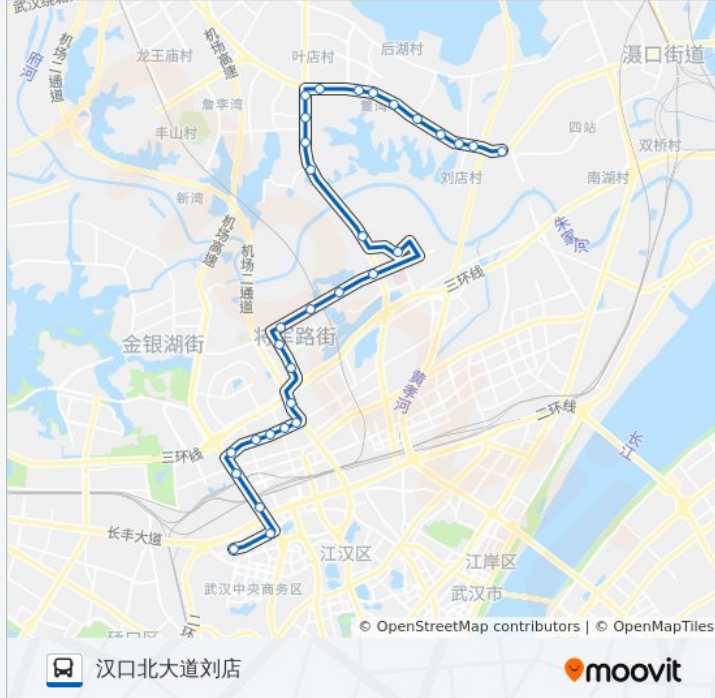 武汉绕城
机场二通道
机场高速
龙王庙村
叶店村
后湖村
滠口街道
府河
詹李湾
丰山村
四站
双桥村
刘店村
南湖村
新湾
机场高速
机场二通道
朱家河
三环线
金银湖街
将军路街
黄孝河
二环线
长江
三环线
长丰大道
江汉区
江岸区
武汉中央商务区
武汉市
二环
硚口区
© OpenStreetMap contributors | © OpenMapTiles
汉口北大道刘店
moovit